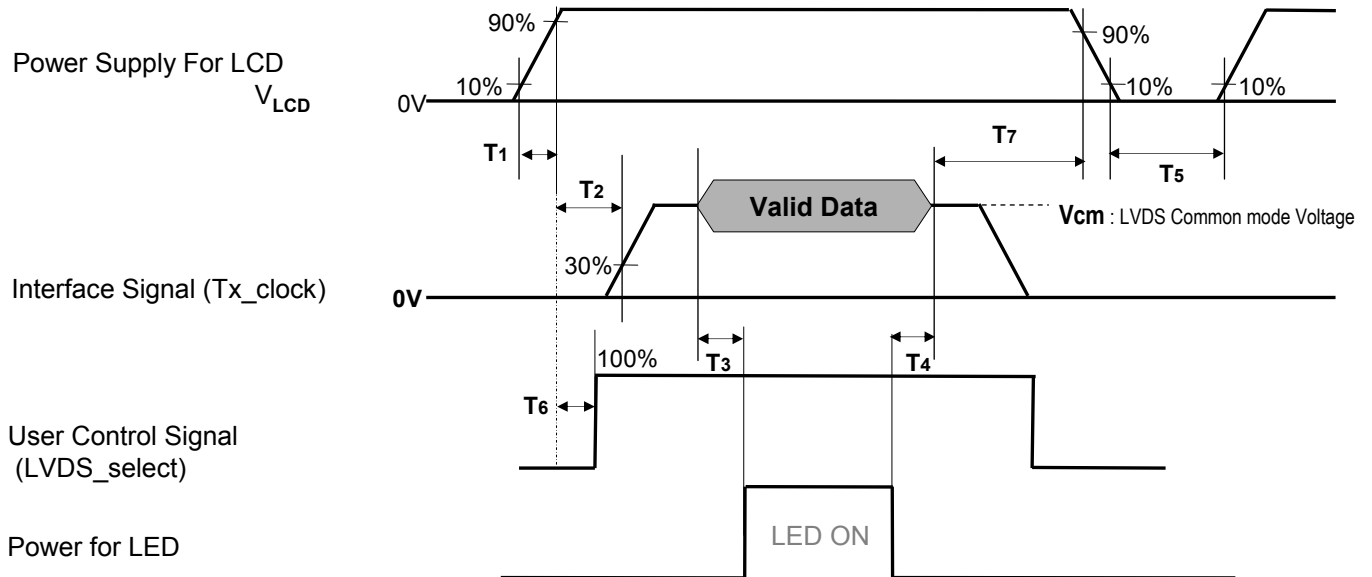 90%
90%
Power Supply For LCD
VLCD
10%
10%
10%
0V
T1
T7
T5
T2
Valid Data
Vcm : LVDS Common mode Voltage
30%
Interface Signal (Tx_clock)
0V
T3
T4
100%
T6
User Control Signal
(LVDS_select)
LED ON
Power for LED